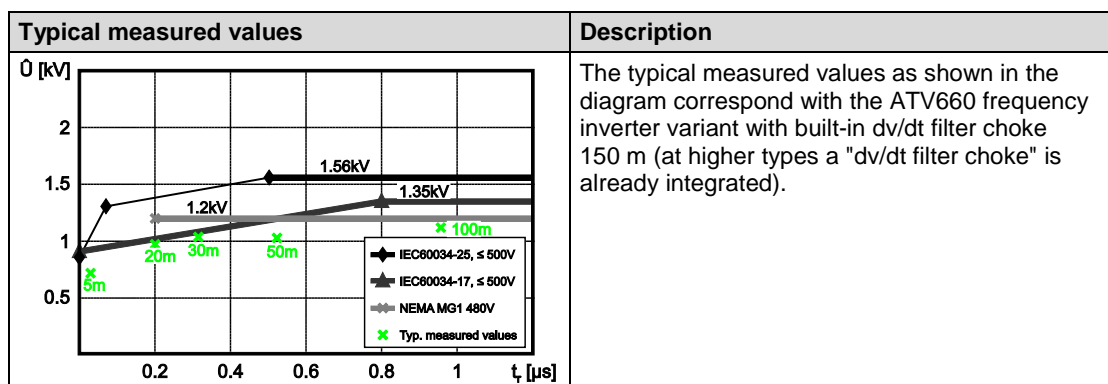 Typical measured values
Description
Û [kV]
2
1.5
1
0.5
0.2
0.4
0.6
0.8
1
tr [µs]
1.56kV
1.35kV
1.2kV
5m
20m
30m
50m
100m
IEC60034-25, ≤ 500V
IEC60034-17, ≤ 500V
NEMA MG1 480V
Typ. measured values
The typical measured values as shown in the
diagram correspond with the ATV660 frequency
inverter variant with built-in dv/dt filter choke
150 m (at higher types a "dv/dt filter choke" is
already integrated).